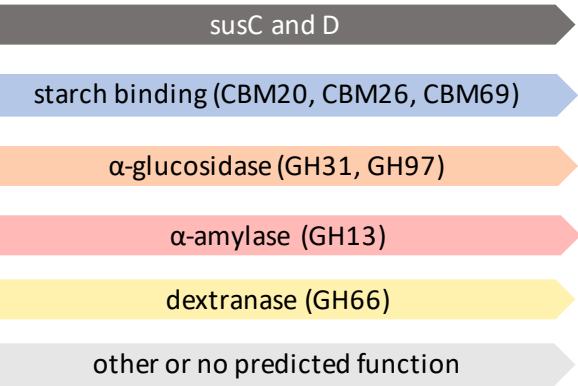 susC and D
starch binding (CBM20, CBM26, CBM69)
α-glucosidase (GH31, GH97)
α-amylase (GH13)
dextranase (GH66)
other or no predicted function